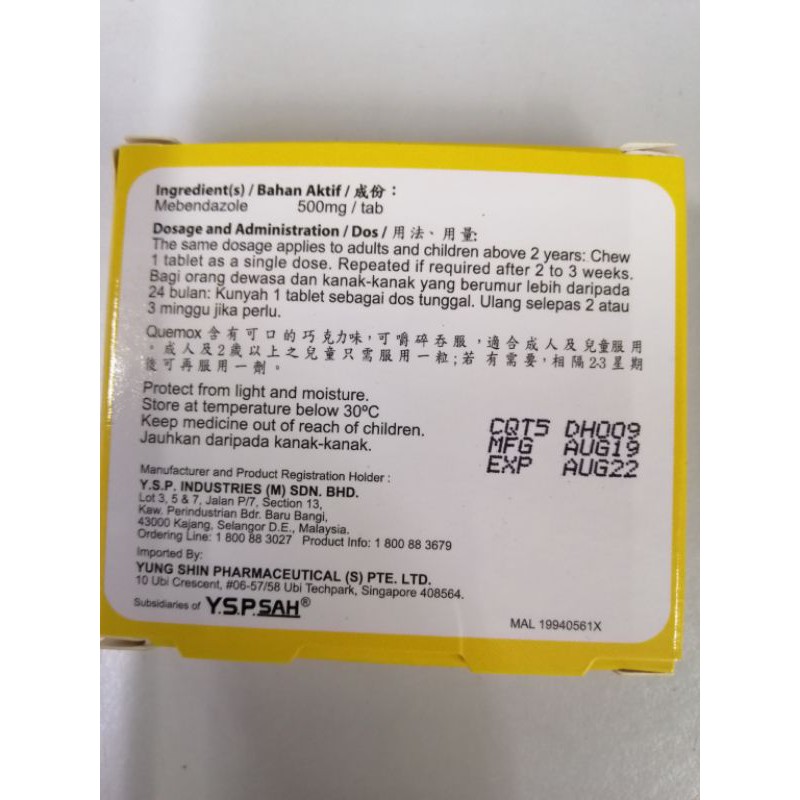 Ingredient(s) / Bahan Aktif / 成份：
Mebendazole 500mg / tab
Dosage and Administration / Dos / 用法、用量:
The same dosage applies to adults and children above 2 years: Chew
1 tablet as a single dose. Repeated if required after 2 to 3 weeks.
Bagi orang dewasa dan kanak-kanak yang berumur lebih daripada
24 bulan: Kunyah 1 tablet sebagai dos tunggal. Ulang selepas 2 atau
3 minggu jika perlu.
Quemox 含有可口的巧克力味，可嚼碎吞服，適合成人及兒童服用
。成人及2歲以上之兒童只需服用一粒；若有需要，相隔2-3星期
後可再服用一劑。
Protect from light and moisture.
Store at temperature below 30ºC
Keep medicine out of reach of children.
Jauhkan daripada kanak-kanak.
CQT5 DH009
MFG AUG19
EXP AUG22
Manufacturer and Product Registration Holder :
Y.S.P. INDUSTRIES (M) SDN. BHD.
Lot 3, 5 & 7, Jalan P/7, Section 13,
Kaw. Perindustrian Bdr. Baru Bangi,
43000 Kajang, Selangor D.E., Malaysia.
Ordering Line: 1 800 88 3027 Product Info: 1 800 88 3679
Imported By:
YUNG SHIN PHARMACEUTICAL (S) PTE. LTD.
10 Ubi Crescent, #06-57/58 Ubi Techpark, Singapore 408564.
Subsidiaries of Y.S.P.SAH®
MAL 19940561X